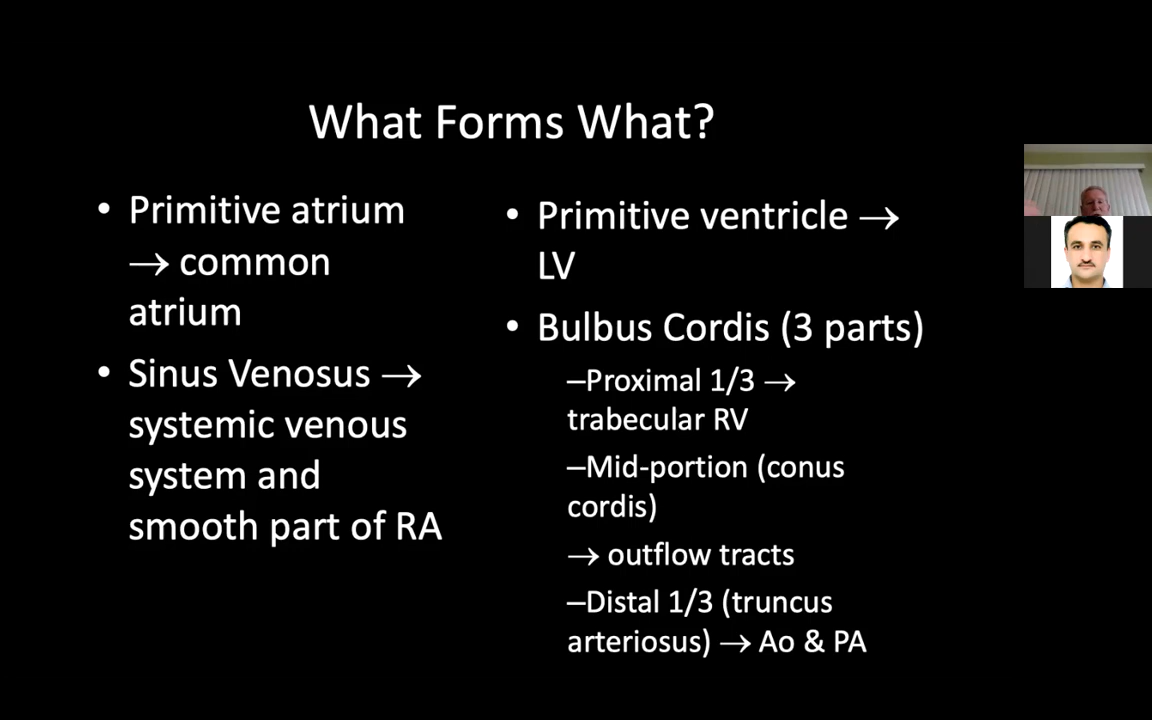 What Forms What?
• Primitive atrium
→ common
atrium
• Sinus Venosus →
systemic venous
system and
smooth part of RA
• Primitive ventricle →
LV
• Bulbus Cordis (3 parts)
–Proximal 1/3 →
trabecular RV
–Mid-portion (conus
cordis)
→ outflow tracts
–Distal 1/3 (truncus
arteriosus) → Ao & PA